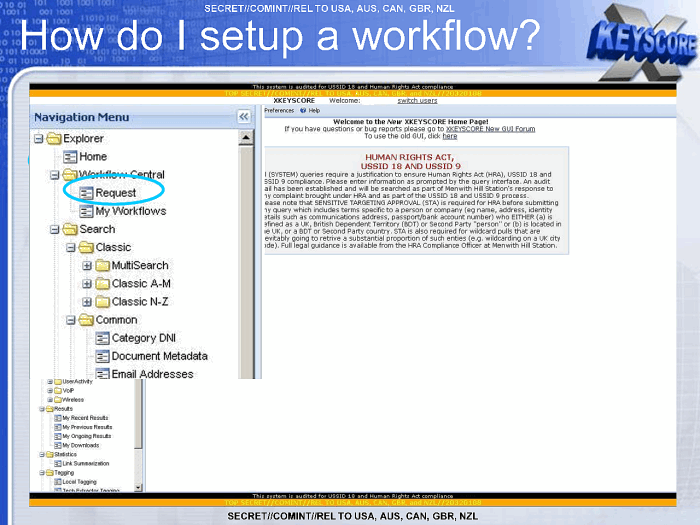 SECRET//COMINT//REL TO USA, AUS, CAN, GBR, NZL
How do I setup a workflow?
XKEYSCORE
This system is audited for USSID 18 and Human Rights Act compliance
TOP SECRET//COMINT//REL TO USA, AUS, CAN, GBR, and NZL//20320108
XKEYSCORE Welcome: switch users
Navigation Menu
Explorer
Home
Workflow Central
Request
My Workflows
Search
Classic
MultiSearch
Classic A-M
Classic N-Z
Common
Category DNI
Document Metadata
Email Addresses
Preferences Help
Welcome to the New XKEYSCORE Home Page!
If you have questions or bug reports please go to XKEYSCORE New GUI Forum
To use the old GUI, click here
HUMAN RIGHTS ACT,
USSID 18 AND USSID 9
(SYSTEM) queries require a justification to ensure Human Rights Act (HRA), USSID 18 and
SSID 9 compliance. Please enter information as prompted by the query interface. An audit
ail has been established and will be searched as part of Menwith Hill Station's response to
ny complaint brought under HRA and as part of the USSID 18 and USSID 9 process.
ease note that SENSITIVE TARGETING APPROVAL (STA) is required for HRA before submitting
ny query which includes terms specific to a person or company (eg name, address, identity
etails such as communications address, passport/bank account number) who EITHER (a) is
efined as a UK, British Dependent Territory (BDT) or Second Party "person" or (b) is located in
he UK, or a BDT or Second Party country. STA is also required for wildcard pulls that are
evitably going to retrive a substantial proportion of such enties (e.g. wildcarding on a UK city
ode). Full legal guidance is available from the HRA Compliance Officer at Menwith Hill Station.
UserActivity
VoIP
Wireless
Results
My Recent Results
My Previous Results
My Ongoing Results
My Downloads
Statistics
Link Summarization
Tagging
Local Tagging
Tech Extractor Tagging
This system is audited for USSID 18 and Human Rights Act compliance
TOP SECRET//COMINT//REL TO USA, AUS, CAN, GBR, and NZL//20320108
SECRET//COMINT//REL TO USA, AUS, CAN, GBR, NZL